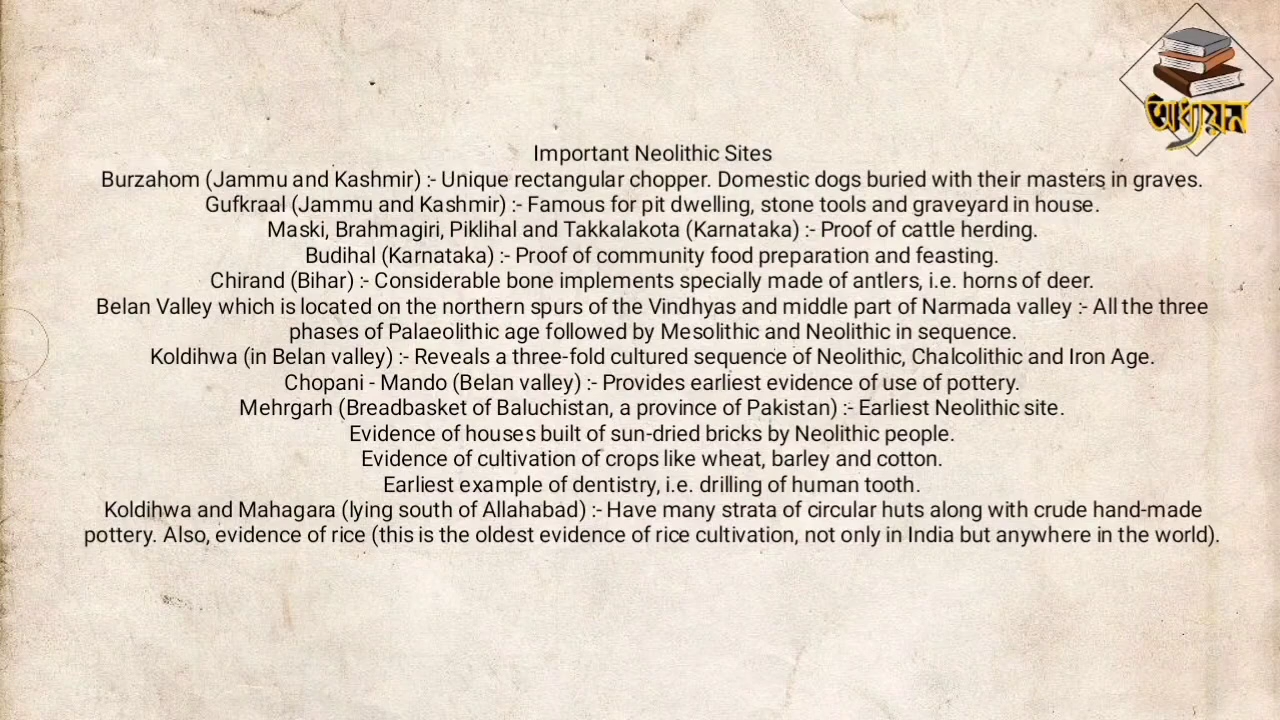 অধ্যয়ন
Important Neolithic Sites
Burzahom (Jammu and Kashmir) :- Unique rectangular chopper. Domestic dogs buried with their masters in graves.
Gufkraal (Jammu and Kashmir) :- Famous for pit dwelling, stone tools and graveyard in house.
Maski, Brahmagiri, Piklihal and Takkalakota (Karnataka) :- Proof of cattle herding.
Budihal (Karnataka) :- Proof of community food preparation and feasting.
Chirand (Bihar) :- Considerable bone implements specially made of antlers, i.e. horns of deer.
Belan Valley which is located on the northern spurs of the Vindhyas and middle part of Narmada valley :- All the three
phases of Palaeolithic age followed by Mesolithic and Neolithic in sequence.
Koldihwa (in Belan valley) :- Reveals a three-fold cultured sequence of Neolithic, Chalcolithic and Iron Age.
Chopani - Mando (Belan valley) :- Provides earliest evidence of use of pottery.
Mehrgarh (Breadbasket of Baluchistan, a province of Pakistan) :- Earliest Neolithic site.
Evidence of houses built of sun-dried bricks by Neolithic people.
Evidence of cultivation of crops like wheat, barley and cotton.
Earliest example of dentistry, i.e. drilling of human tooth.
Koldihwa and Mahagara (lying south of Allahabad) :- Have many strata of circular huts along with crude hand-made
pottery. Also, evidence of rice (this is the oldest evidence of rice cultivation, not only in India but anywhere in the world).